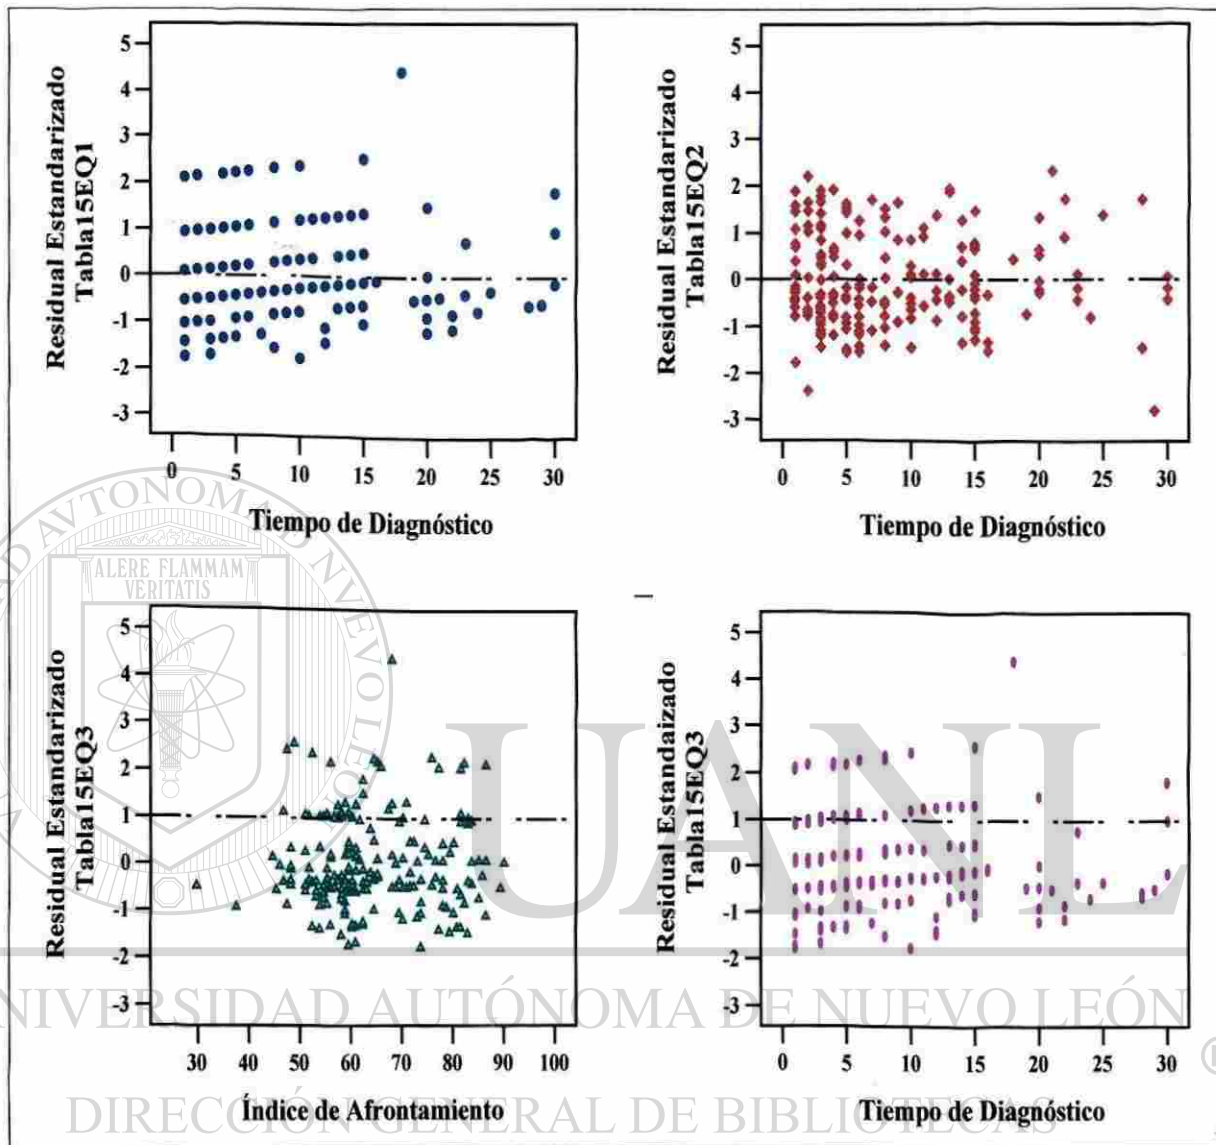 Residual Estandarizado
Tabla15EQ1
5
4
3
2
1
0
-1
-2
-3
0 5 10 15 20 25 30
Tiempo de Diagnóstico
Residual Estandarizado
Tabla15EQ2
5
4
3
2
1
0
-1
-2
-3
0 5 10 15 20 25 30
Tiempo de Diagnóstico
Residual Estandarizado
Tabla15EQ3
5
4
3
2
1
0
-1
-2
-3
30 40 50 60 70 80 90 100
Índice de Afrontamiento
Residual Estandaizado
Tabla15EQ3
5
4
3
2
1
0
-1
-2
-3
0 5 10 15 20 25 30
Tiempo de Diagnóstico
ALERE FLAMMAM
VERITATIS
UANL
AUTÓNOMA DE NUEVO LEÓN
®
DIRECCIÓN GENERAL DE BIBLIOTECAS